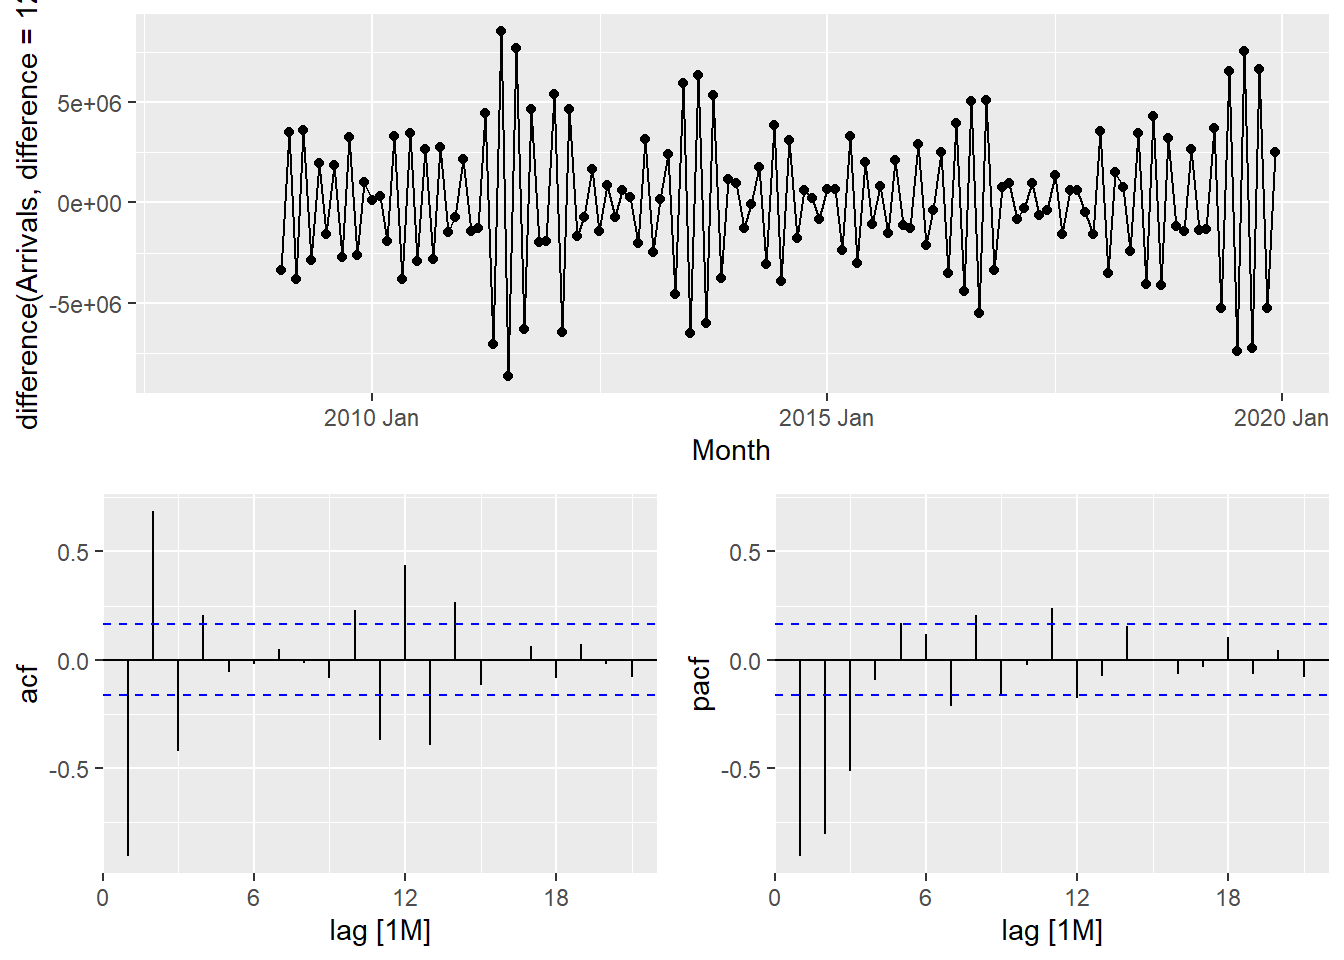 difference(Arrivals, difference = 12
5e+06
0e+00
-5e+06
2010 Jan
2015 Jan
2020 Jan
Month
acf
0.5
0.0
-0.5
0
6
12
18
lag [1M]
pacf
0.5
0.0
-0.5
0
6
12
18
lag [1M]